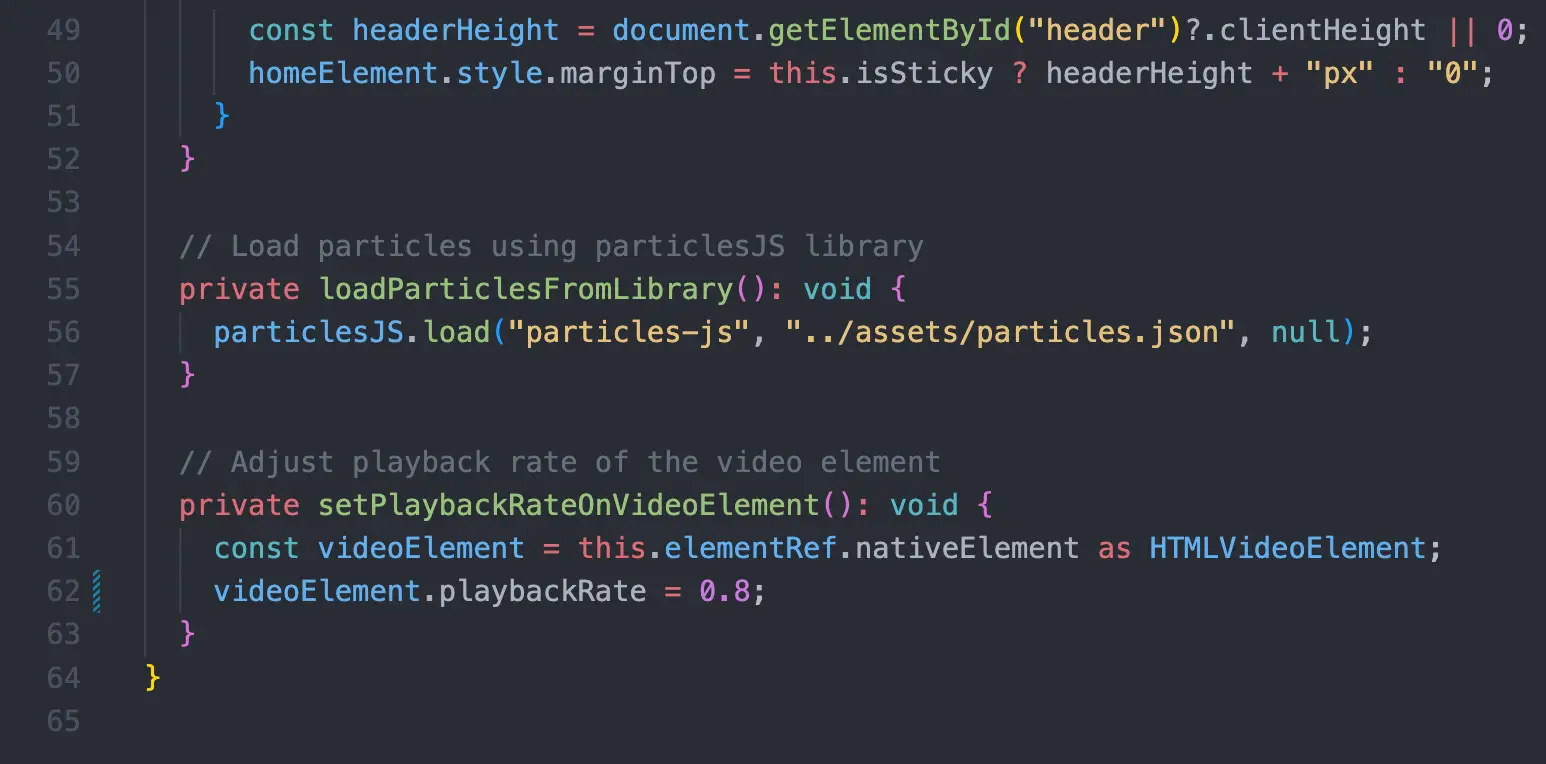 49 const headerHeight = document.getElementById("header")?.clientHeight || 0;
50 homeElement.style.marginTop = this.isSticky ? headerHeight + "px" : "0";
51 }
52 }
53
54 // Load particles using particlesJS library
55 private loadParticlesFromLibrary(): void {
56 particlesJS.load("particles-js", "../assets/particles.json", null);
57 }
58
59 // Adjust playback rate of the video element
60 private setPlaybackRateOnVideoElement(): void {
61 const videoElement = this.elementRef.nativeElement as HTMLVideoElement;
62 videoElement.playbackRate = 0.8;
63 }
64 }
65